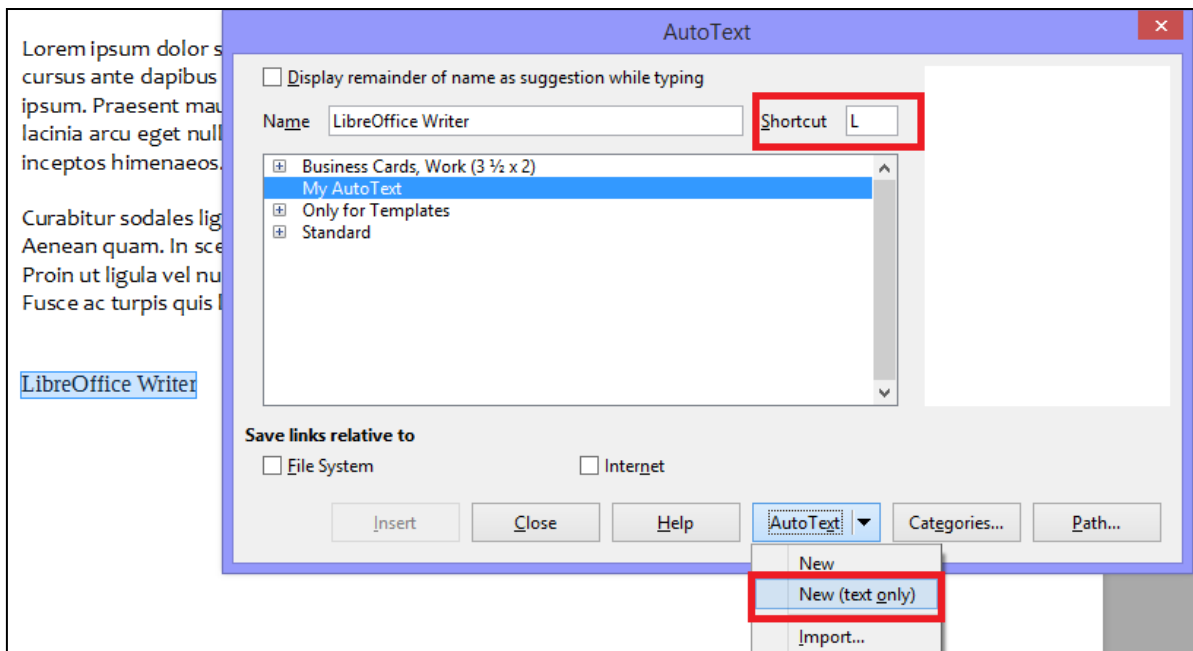 AutoText
×
Lorem ipsum dolor s
cursus ante dapibus
ipsum. Praesent mau
lacinia arcu eget null
inceptos himenaeos.
Curabitur sodales lig
Aenean quam. In sce
Proin ut ligula vel nu
Fusce ac turpis quis l
LibreOffice Writer
Display remainder of name as suggestion while typing
Name LibreOffice Writer Shortcut L
Business Cards, Work (3 ½ x 2)
My AutoText
Only for Templates
Standard
Save links relative to
File System Internet
Insert Close Help AutoText Categories... Path...
New
New (text only)
Import...